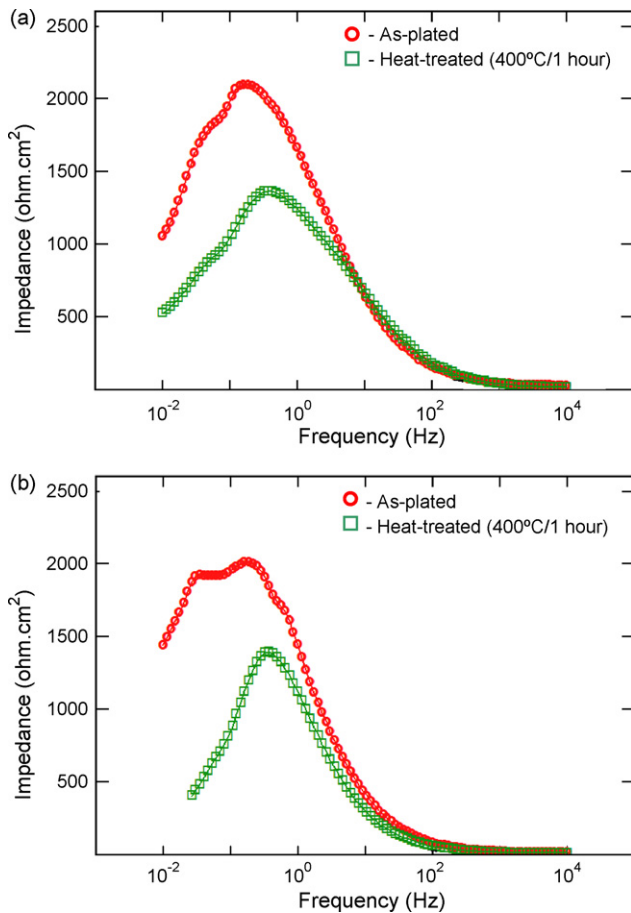 (a)
2500
2000
1500
1000
500
Impedance (ohm.cm²)
- As-plated
- Heat-treated (400ºC/1 hour)
10⁻² 10⁰ 10² 10⁴
Frequency (Hz)
(b)
2500
2000
1500
1000
500
Impedance (ohm.cm²)
- As-plated
- Heat-treated (400ºC/1 hour)
10⁻² 10⁰ 10² 10⁴
Frequency (Hz)